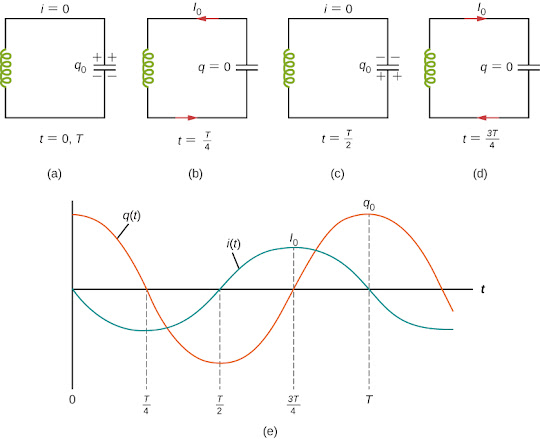 i = 0
I₀
i = 0
I₀
+ +
q₀
− −
q = 0
− −
q₀
+ +
q = 0
t = 0, T
t = T/4
t = T/2
t = 3T/4
(a)
(b)
(c)
(d)
q(t)
i(t)
I₀
q₀
t
0
T/4
T/2
3T/4
T
(e)